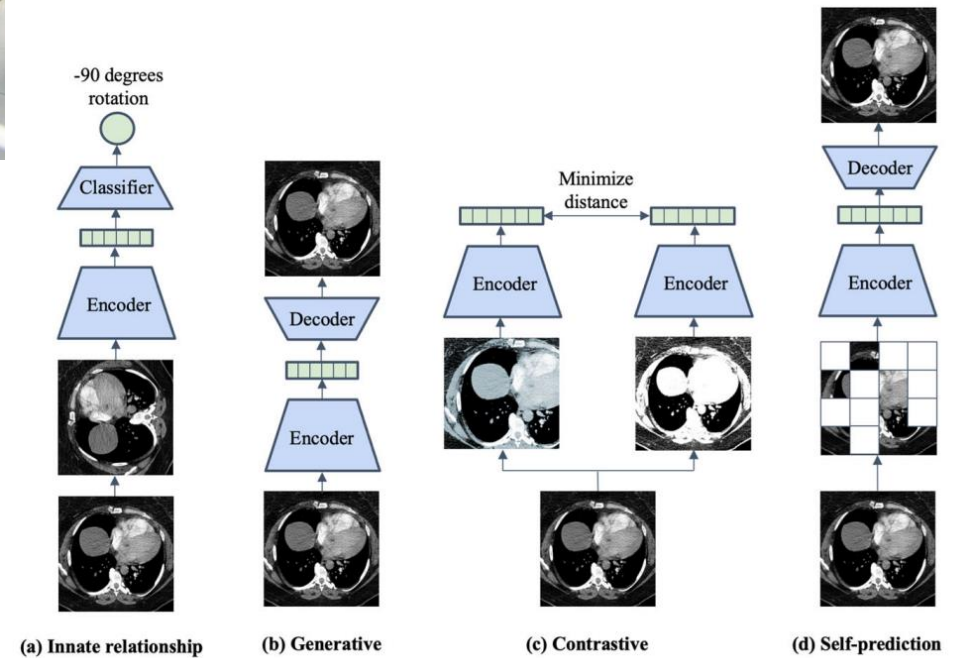 -90 degrees
rotation
Classifier
Encoder
(a) Innate relationship
Decoder
Encoder
(b) Generative
Minimize
distance
Encoder
Encoder
(c) Contrastive
Decoder
Encoder
(d) Self-prediction